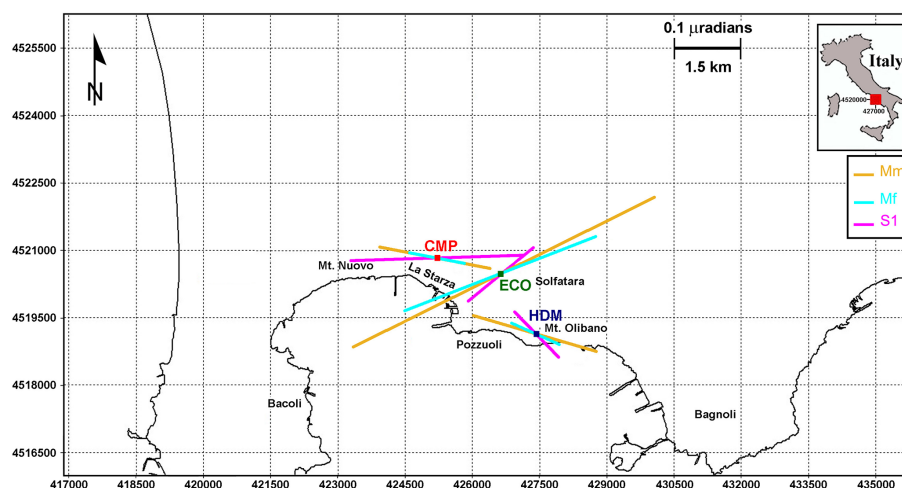 4525500
4524000
4522500
4521000
4519500
4518000
4516500
N
0.1 μradians
1.5 km
Italy
4520000
427000
Mm
Mf
S1
CMP
Mt. Nuovo
La Starza
ECO
Solfatara
HDM
Mt. Olibano
Pozzuoli
Bacoli
Bagnoli
417000 418500 420000 421500 423000 424500 426000 427500 429000 430500 432000 433500 435000